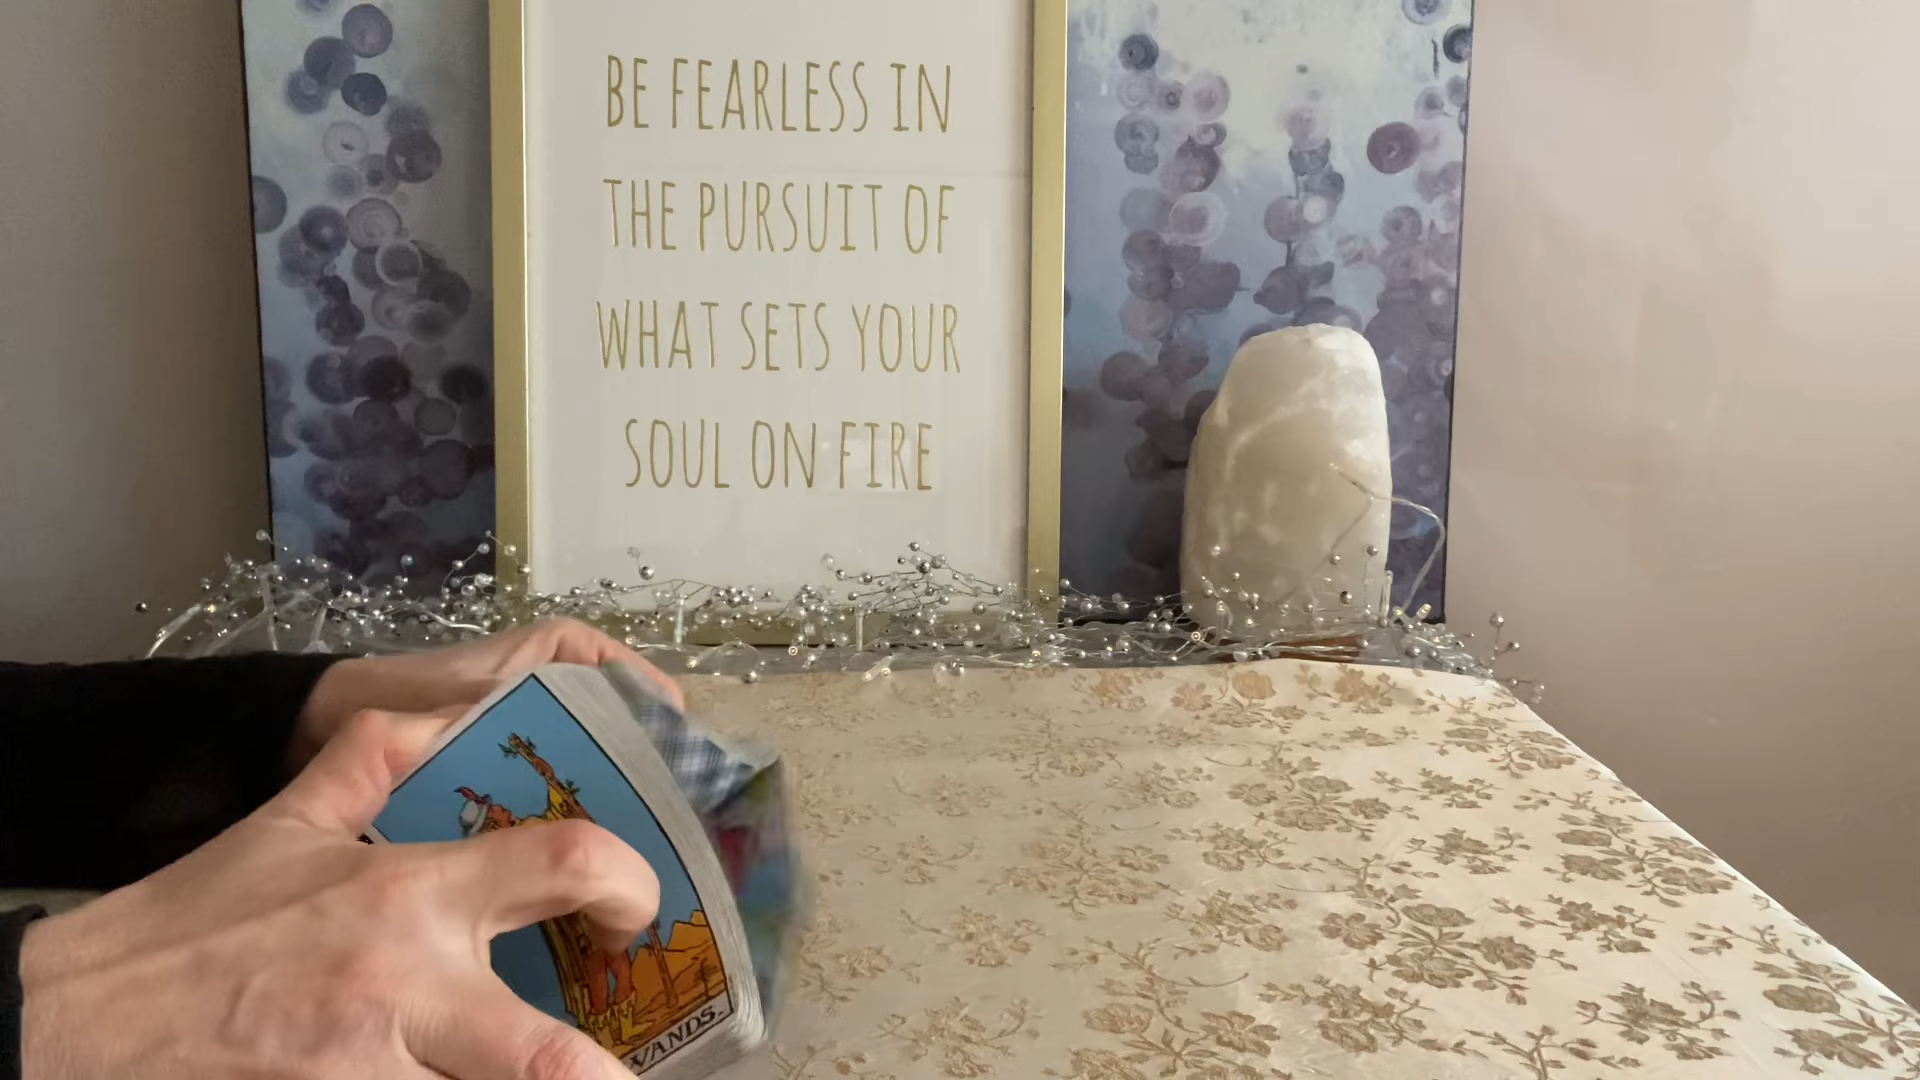 BE FEARLESS IN
THE PURSUIT OF
WHAT SETS YOUR
SOUL ON FIRE
WANDS.